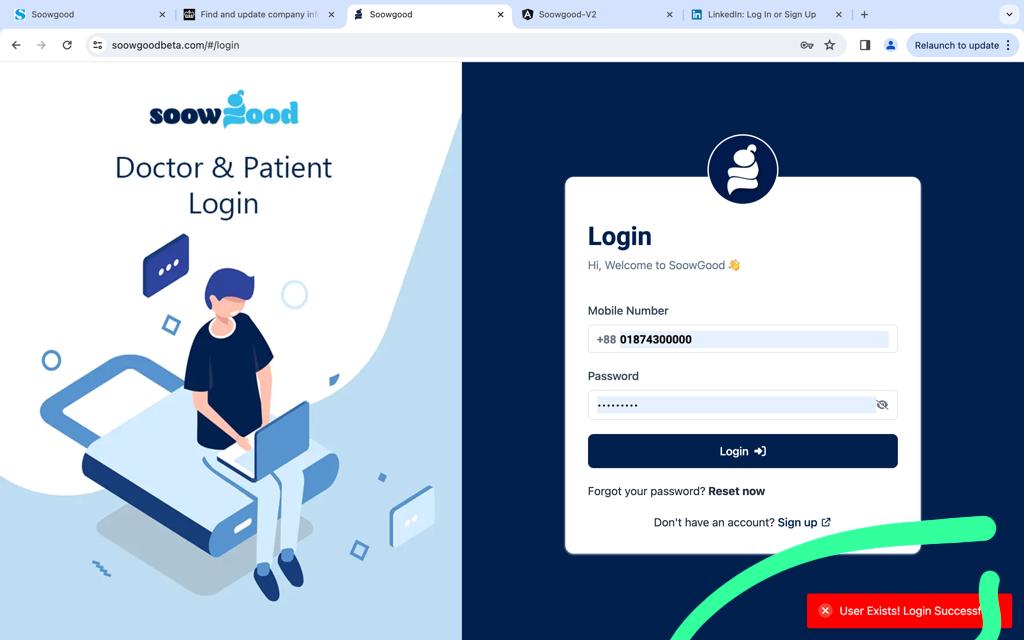 Soowgood
Find and update company inf
Soowgood
Soowgood-V2
LinkedIn: Log In or Sign Up
soowgoodbeta.com/#/login
Relaunch to update
soowgood
Doctor & Patient
Login
Login
Hi, Welcome to SoowGood 👋
Mobile Number
+88 01874300000
Password
Login
Forgot your password? Reset now
Don't have an account? Sign up
User Exists! Login Successf